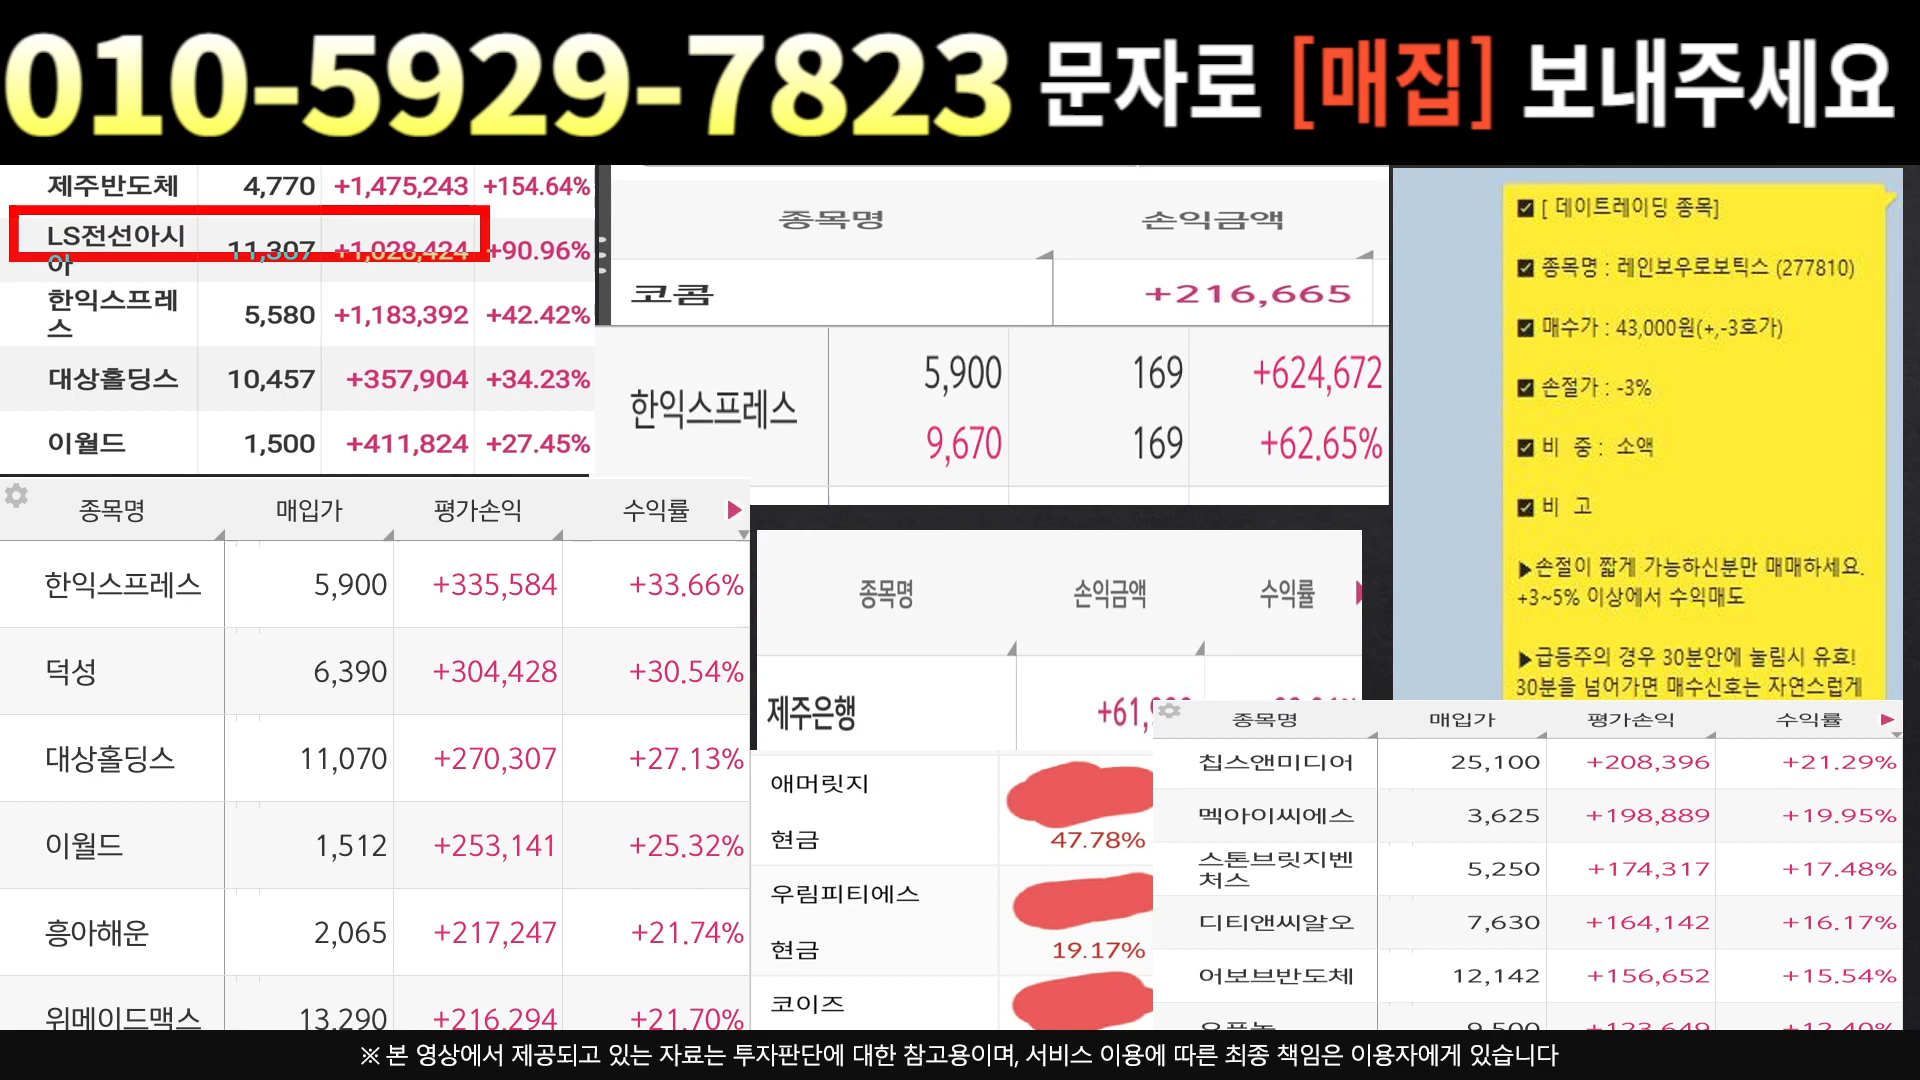 010-5929-7823 문자로 [매집] 보내주세요
제주반도체 4,770 +1,475,243 +154.64%
LS전선아시아 11,307 +1,028,424 +90.96%
한익스프레스 5,580 +1,183,392 +42.42%
대상홀딩스 10,457 +357,904 +34.23%
이월드 1,500 +411,824 +27.45%
종목명 손익금액
코콤 +216,665
한익스프레스 5,900 169 +624,672
9,670 169 +62.65%
☑ [ 데이트레이딩 종목]
☑ 종목명 : 레인보우로보틱스 (277810)
☑ 매수가 : 43,000원(+,-3호가)
☑ 손절가 : -3%
☑ 비 중 : 소액
☑ 비 고
▶손절이 짧게 가능하신분만 매매하세요.
+3~5% 이상에서 수익매도
▶급등주의 경우 30분안에 눌림시 유효!
30분을 넘어가면 매수신호는 자연스럽게
종목명 매입가 평가손익 수익률
한익스프레스 5,900 +335,584 +33.66%
덕성 6,390 +304,428 +30.54%
대상홀딩스 11,070 +270,307 +27.13%
이월드 1,512 +253,141 +25.32%
흥아해운 2,065 +217,247 +21.74%
위메이드맥스 13,290 +216,294 +21.70%
종목명 손익금액 수익률
제주은행 +61,
애머릿지
현금 47.78%
우림피티에스
현금 19.17%
코이즈
종목명 매입가 평가손익 수익률
칩스앤미디어 25,100 +208,396 +21.29%
멕아이씨에스 3,625 +198,889 +19.95%
스톤브릿지벤처스 5,250 +174,317 +17.48%
디티앤씨알오 7,630 +164,142 +16.17%
어보브반도체 12,142 +156,652 +15.54%
9,500 +123,649 +12.40%
※ 본 영상에서 제공되고 있는 자료는 투자판단에 대한 참고용이며, 서비스 이용에 따른 최종 책임은 이용자에게 있습니다